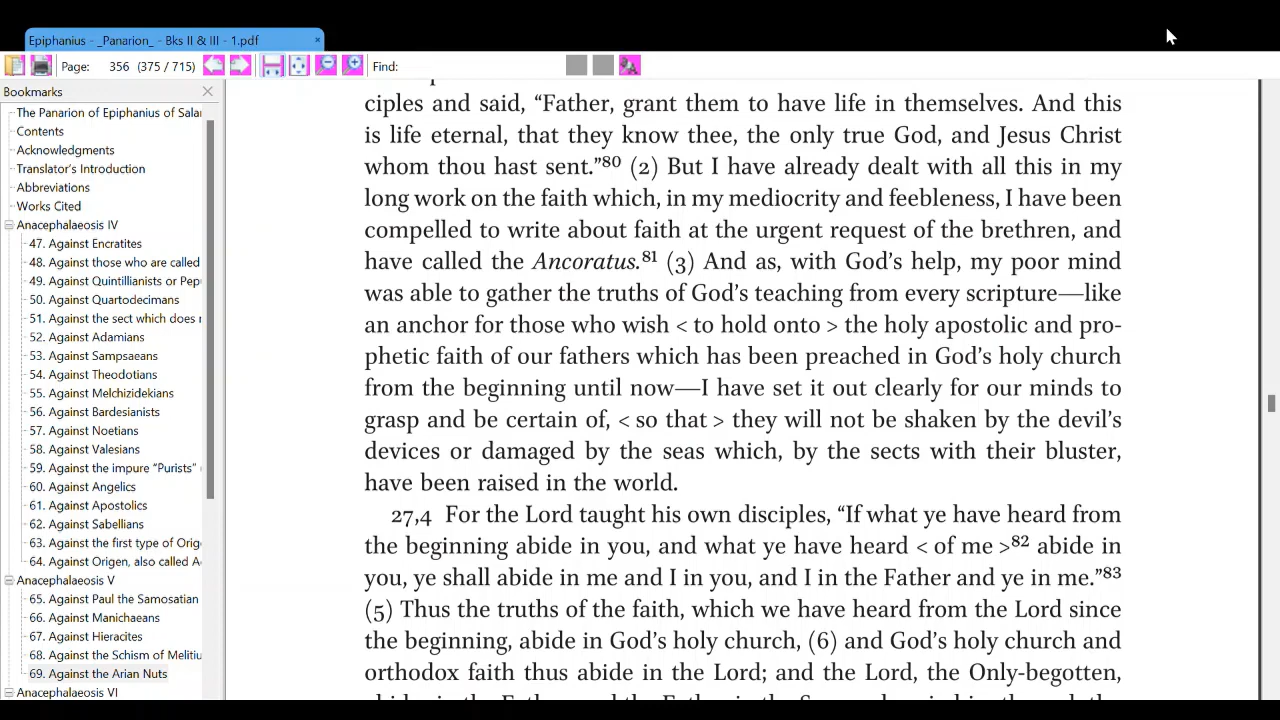 Epiphanius - _Panarion_ - Bks II & III - 1.pdf
Page: 356 (375 / 715) Find:
Bookmarks
The Panarion of Epiphanius of Salar
Contents
Acknowledgments
Translator's Introduction
Abbreviations
Works Cited
Anacephalaeosis IV
47. Against Encratites
48. Against those who are called
49. Against Quintillianists or Pep
50. Against Quartodecimans
51. Against the sect which does r
52. Against Adamians
53. Against Sampsaeans
54. Against Theodotians
55. Against Melchizidekians
56. Against Bardesianists
57. Against Noetians
58. Against Valesians
59. Against the impure “Purists” (
60. Against Angelics
61. Against Apostolics
62. Against Sabellians
63. Against the first type of Orig
64. Against Origen, also called A
Anacephalaeosis V
65. Against Paul the Samosatian
66. Against Manichaeans
67. Against Hieracites
68. Against the Schism of Melitiu
69. Against the Arian Nuts
Anacephalaeosis VI
ciples and said, “Father, grant them to have life in themselves. And this
is life eternal, that they know thee, the only true God, and Jesus Christ
whom thou hast sent.”80 (2) But I have already dealt with all this in my
long work on the faith which, in my mediocrity and feebleness, I have been
compelled to write about faith at the urgent request of the brethren, and
have called the Ancoratus.81 (3) And as, with God’s help, my poor mind
was able to gather the truths of God’s teaching from every scripture—like
an anchor for those who wish < to hold onto > the holy apostolic and pro-
phetic faith of our fathers which has been preached in God’s holy church
from the beginning until now—I have set it out clearly for our minds to
grasp and be certain of, < so that > they will not be shaken by the devil’s
devices or damaged by the seas which, by the sects with their bluster,
have been raised in the world.
27,4 For the Lord taught his own disciples, “If what ye have heard from
the beginning abide in you, and what ye have heard < of me >82 abide in
you, ye shall abide in me and I in you, and I in the Father and ye in me.”83
(5) Thus the truths of the faith, which we have heard from the Lord since
the beginning, abide in God’s holy church, (6) and God’s holy church and
orthodox faith thus abide in the Lord; and the Lord, the Only-begotten,